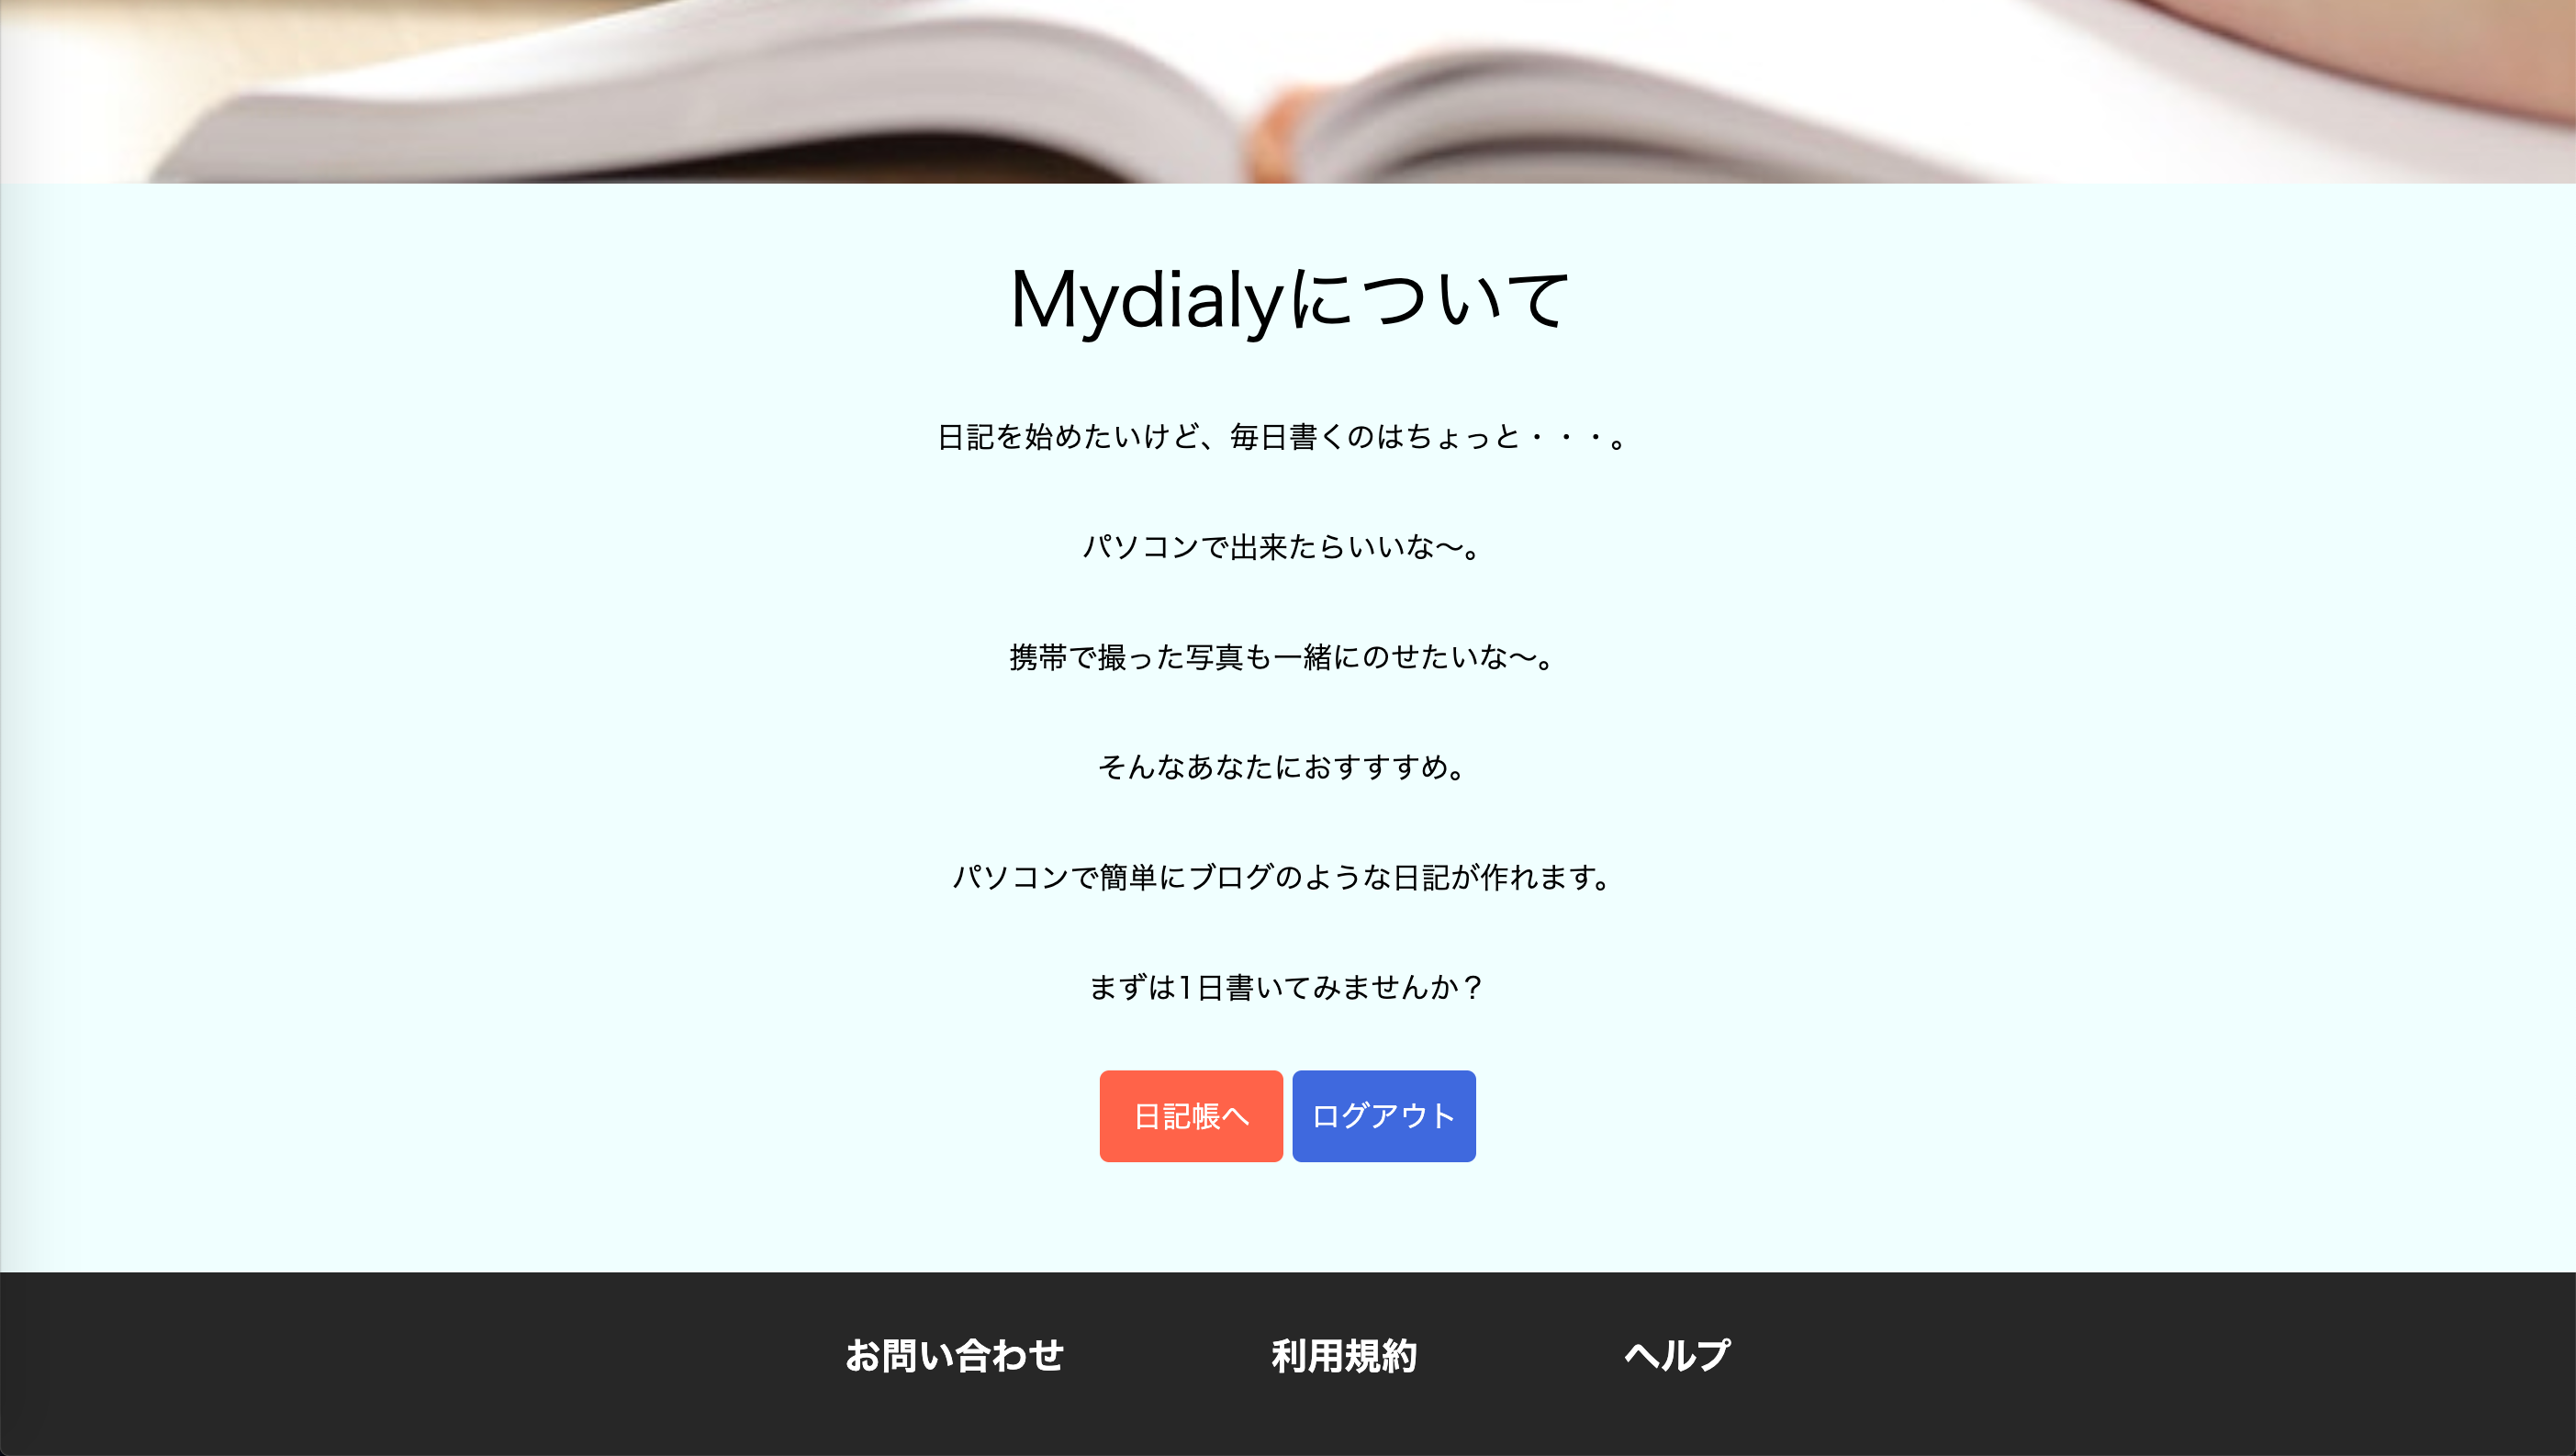 Mydialyについて
日記を始めたいけど、毎日書くのはちょっと・・・。
パソコンで出来たらいいな〜。
携帯で撮った写真も一緒にのせたいな〜。
そんなあなたにおすすすめ。
パソコンで簡単にブログのような日記が作れます。
まずは1日書いてみませんか？
日記帳へ ログアウト
お問い合わせ 利用規約 ヘルプ